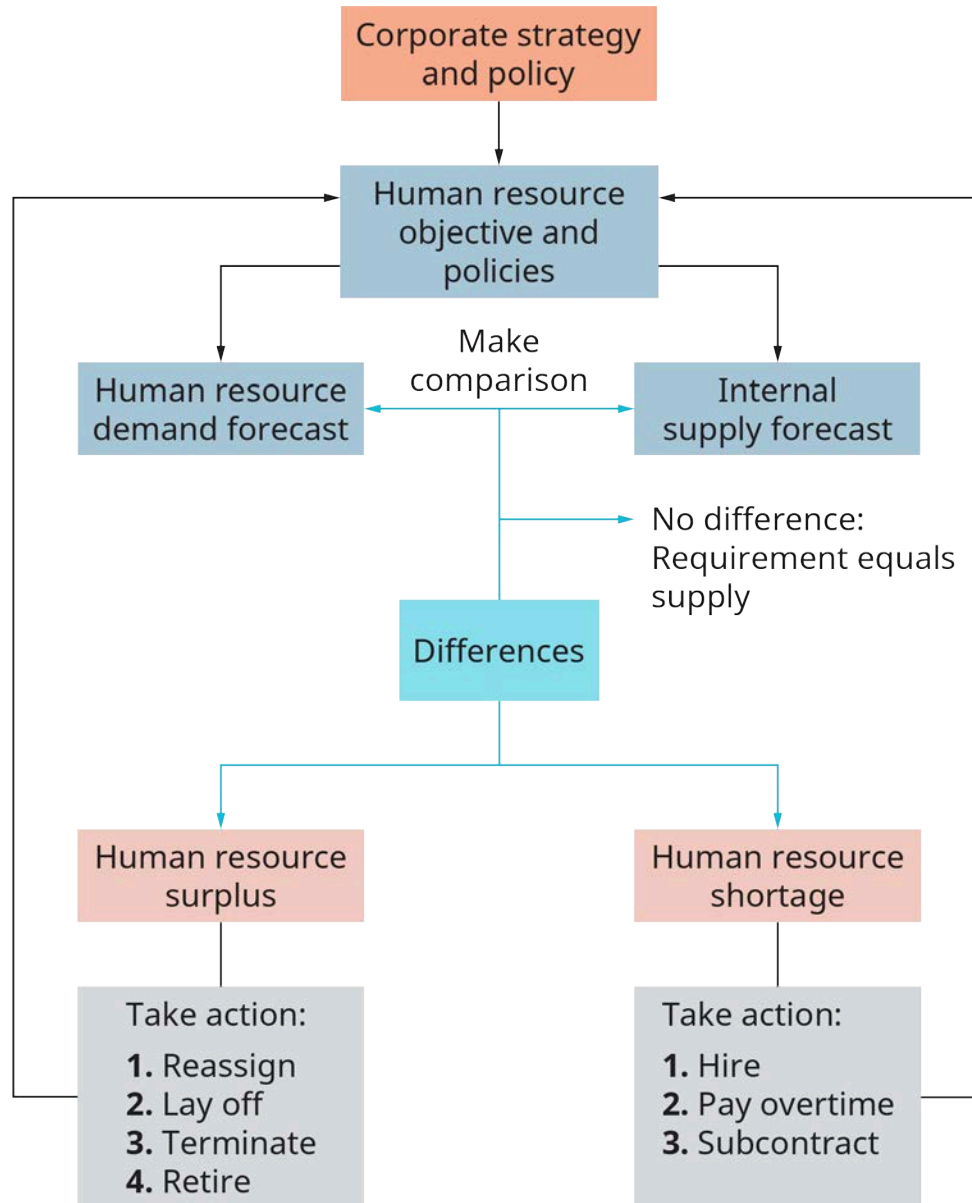 Corporate strategy
and policy
Human resource
objective and
policies
Make
comparison
Human resource
demand forecast
Internal
supply forecast
No difference:
Requirement equals
supply
Differences
Human resource
surplus
Human resource
shortage
Take action:
1. Reassign
2. Lay off
3. Terminate
4. Retire
Take action:
1. Hire
2. Pay overtime
3. Subcontract